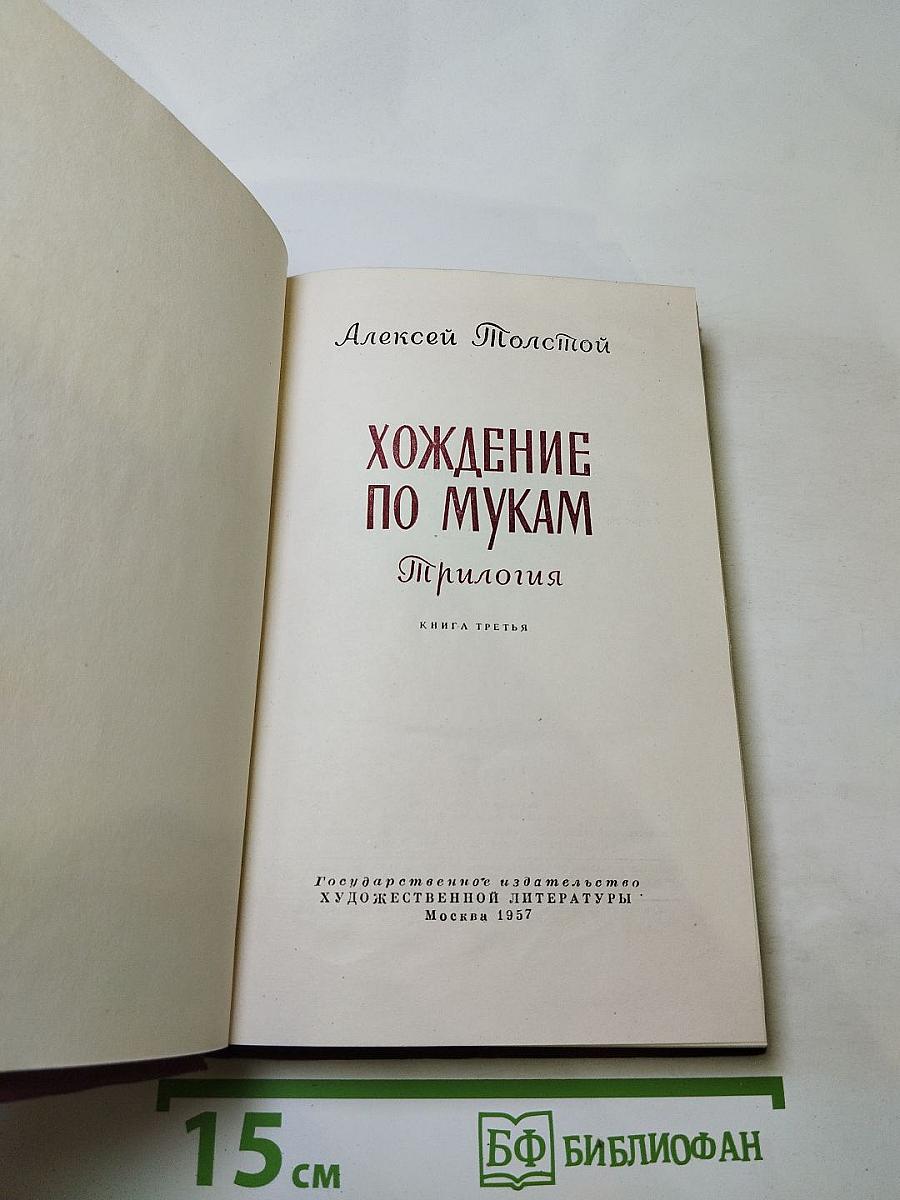 Алексей Толстой
ХОЖДЕНИЕ
ПО МУКАМ
Трилогия
КНИГА ТРЕТЬЯ
Государственное издательство
ХУДОЖЕСТВЕННОЙ ЛИТЕРАТУРЫ
Москва 1957
15 см
БФ БИБЛИОФАН